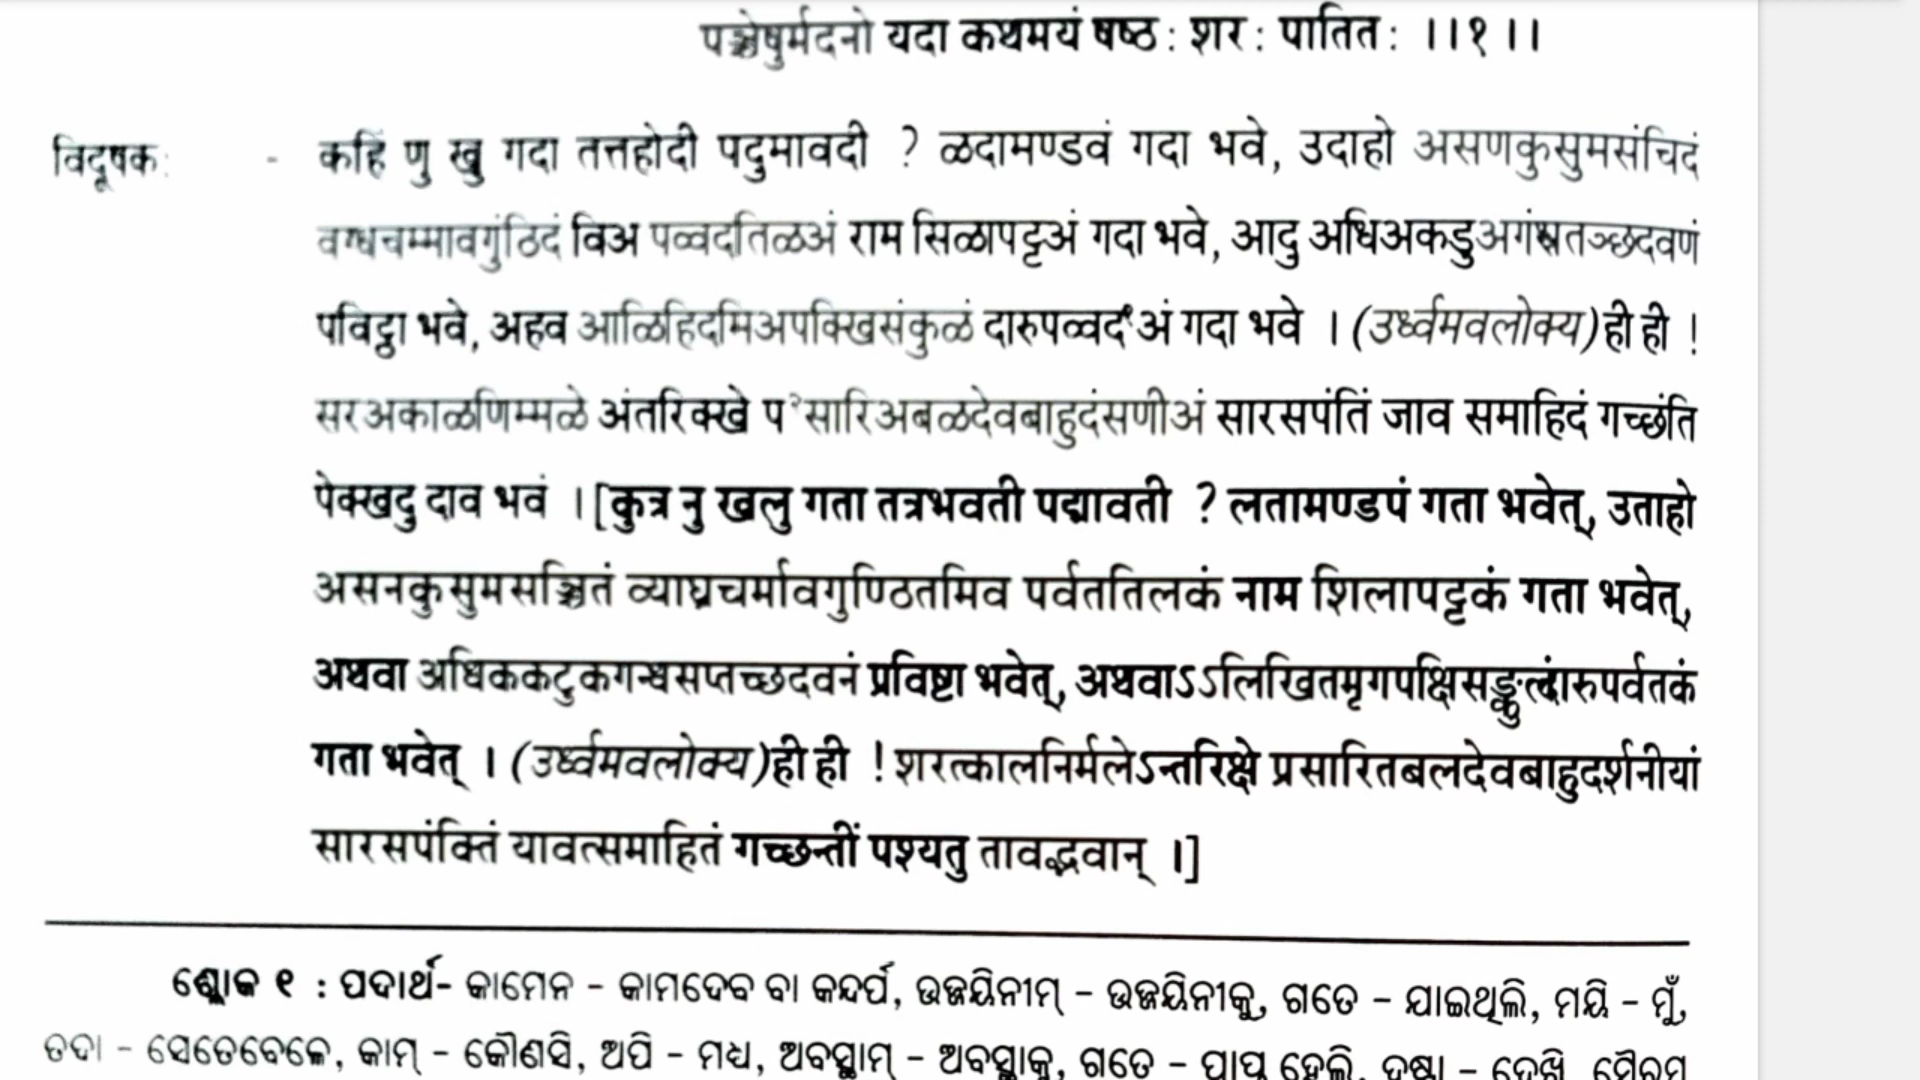 पञ्चेषुर्मदनो यदा कथमयं षष्ठः शरः पातितः ।।१।।
विदूषकः - कहिं णु खु गदा तत्तहोदी पदुमावदी ? ळदामण्डवं गदा भवे, उदाहो असणकुसुमसंचिदं
वग्घचम्मावगुंठिदं विअ पव्वदतिळअं राम सिळापट्टअं गदा भवे, आदु अधिअकडुअगंधसतच्छदवणं
पविट्ठा भवे, अहव आळिहिदमिअपक्खिसंकुळं दारुपव्वदअं गदा भवे । (उर्ध्वमवलोक्य) ही ही !
सरअकाळणिम्मळे अंतरिक्खे पसारिअबळदेवबाहुदंसणीअं सारसपंतिं जाव समाहिदं गच्छंति
पेक्खदु दाव भवं । [कुत्र नु खलु गता तत्रभवती पद्मावती ? लतामण्डपं गता भवेत्, उताहो
असनकुसुमसञ्चितं व्याघ्रचर्मावगुण्ठितमिव पर्वततिलकं नाम शिलापट्टकं गता भवेत्,
अथवा अधिककटुकगन्धसप्तच्छदवनं प्रविष्टा भवेत्, अथवाऽऽलिखितमृगपक्षिसङ्कुलंदारुपर्वतकं
गता भवेत् । (उर्ध्वमवलोक्य) ही ही ! शरत्कालनिर्मलेऽन्तरिक्षे प्रसारितबलदेवबाहुदर्शनीयां
सारसपंक्तिं यावत्समाहितं गच्छन्तीं पश्यतु तावद्भवान् ।]
ଶ୍ଳୋକ ୧ : ପଦାର୍ଥ- କାମେନ - କାମଦେବ ବା କନ୍ଦର୍ପ, ଉଜ୍ଜୟିନୀମ୍ - ଉଜ୍ଜୟିନୀକୁ, ଗତେ - ଯାଇଥିଲି, ମୟି - ମୁଁ,
ତଦା - ସେତେବେଳେ, କାମ୍ - କୌଣସି, ଅପି - ମଧ୍ୟ, ଅବସ୍ଥାମ୍ - ଅବସ୍ଥାକୁ, ଗତେ - ପ୍ରାପ୍ତ ହେଲି, ଦୃଷ୍ଟ୍ୱା - ଦେଖି,